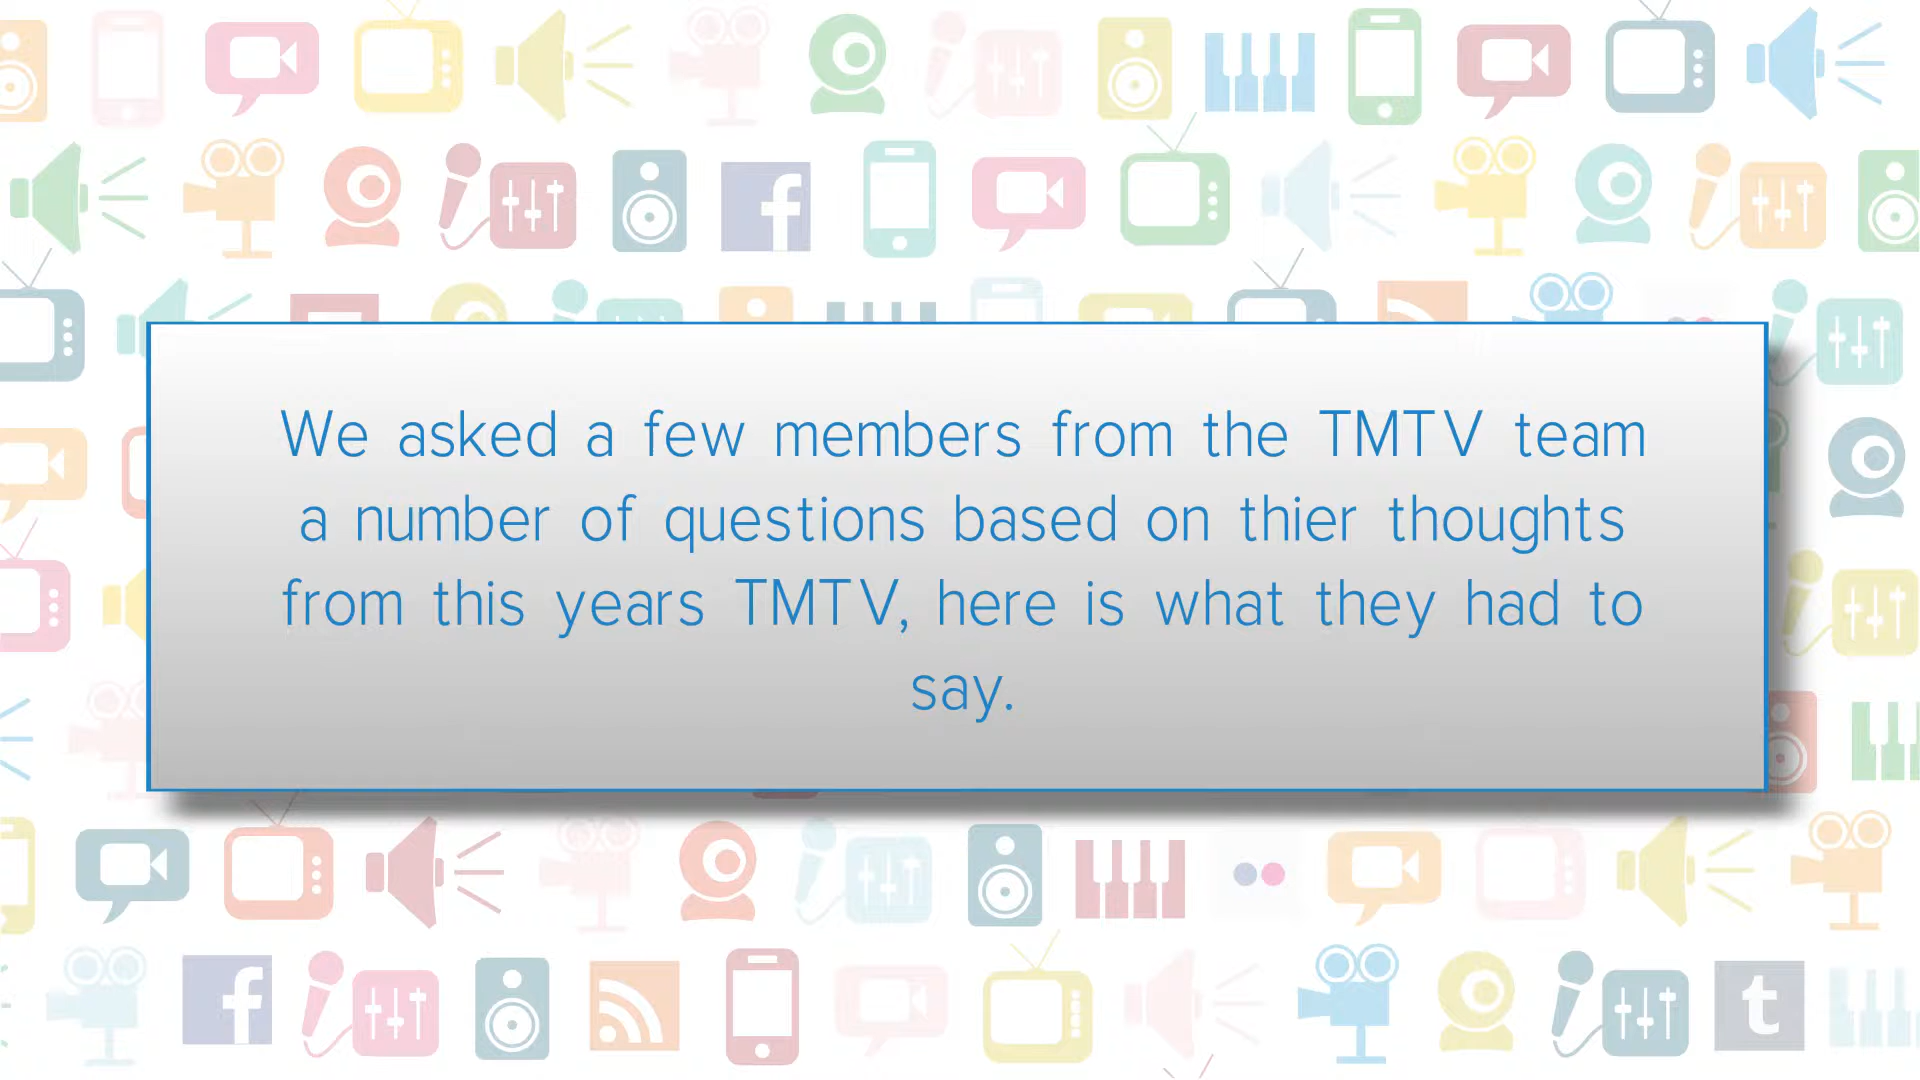 We asked a few members from the TMTV team
a number of questions based on thier thoughts
from this years TMTV, here is what they had to
say.